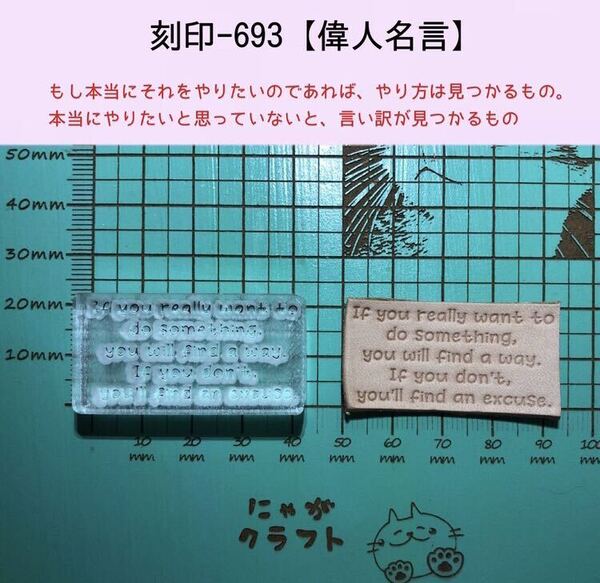 刻印-693【偉人名言】
もし本当にそれをやりたいのであれば、やり方は見つかるもの。
本当にやりたいと思っていないと、言い訳が見つかるもの
50mm
40mm
30mm
20mm
10mm
If you really want to
do something,
you will find a way.
If you don't,
you'll find an excuse.
If you really want to
do something,
you will find a way.
If you don't,
you'll find an excuse.
10 20 30 40 50 60 70 80 90 100
mm mm mm mm mm mm mm mm mm mm
にゃが
クラフト